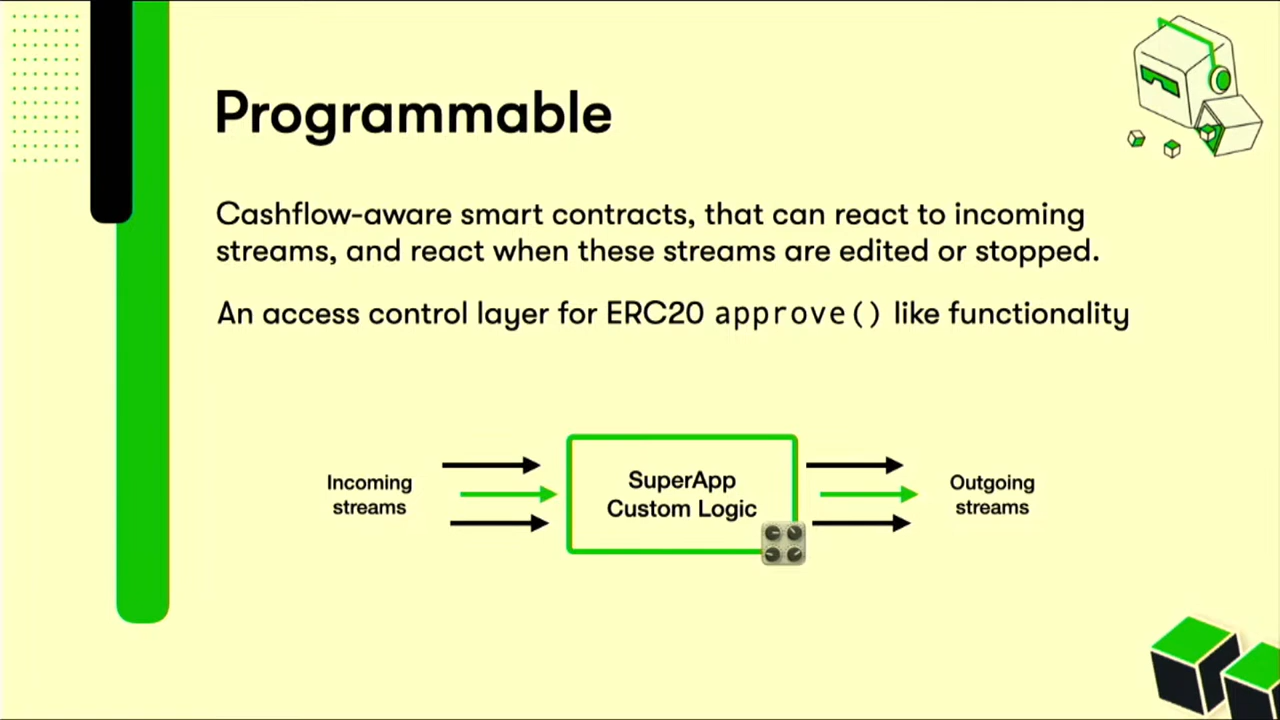 Programmable
Cashflow-aware smart contracts, that can react to incoming
streams, and react when these streams are edited or stopped.
An access control layer for ERC20 approve() like functionality
Incoming
streams
SuperApp
Custom Logic
Outgoing
streams